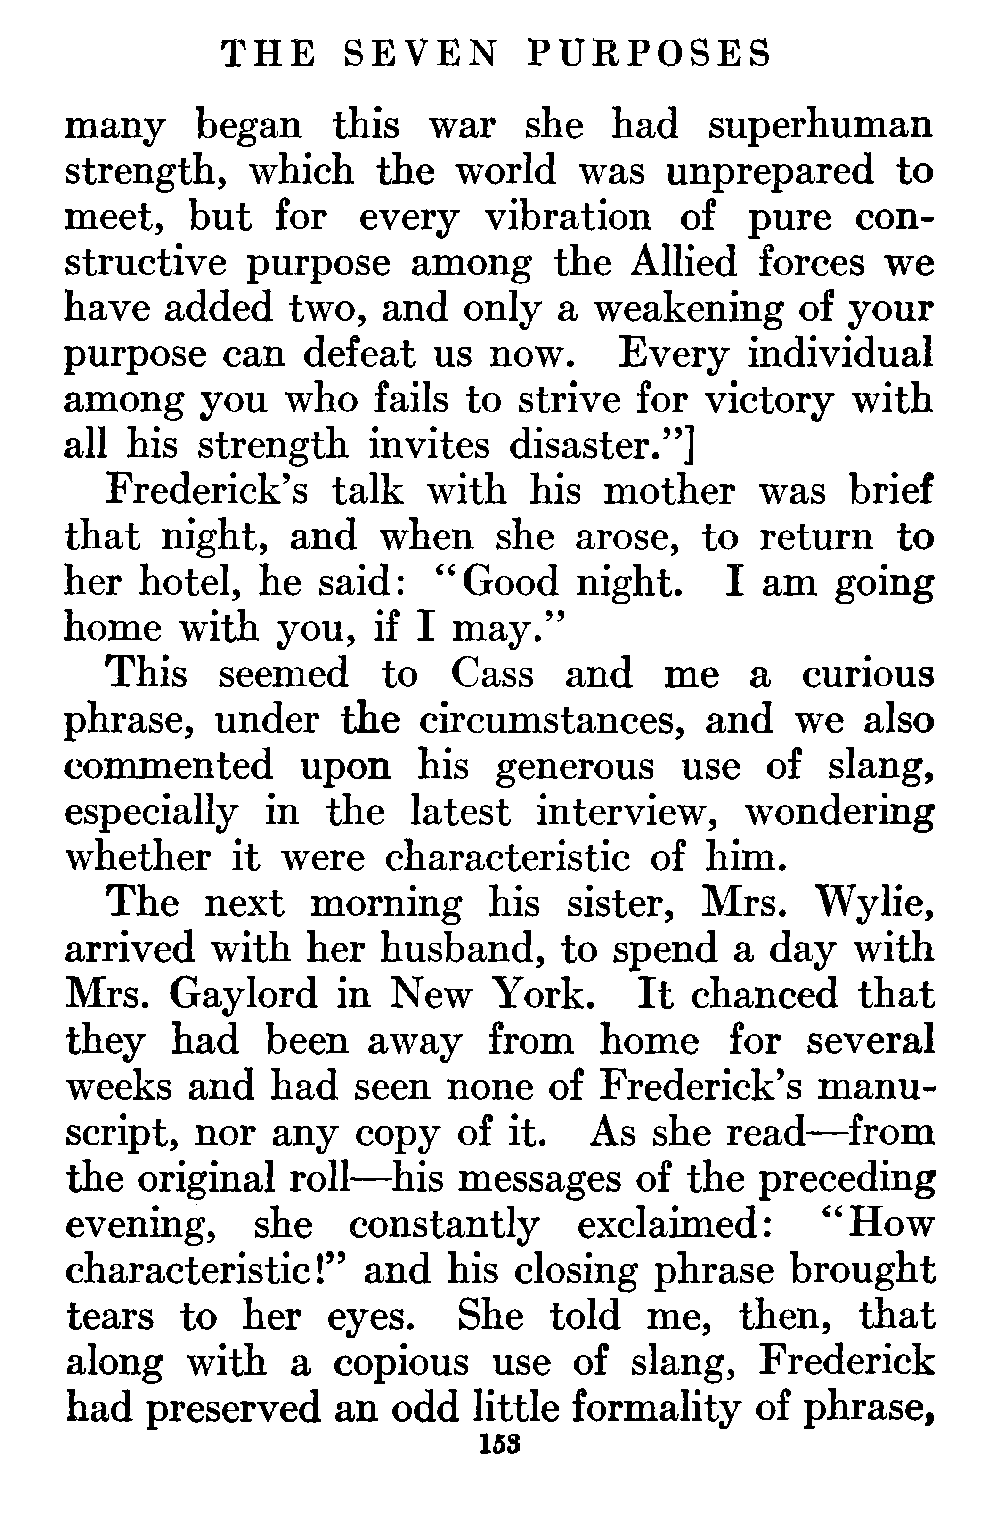 THE SEVEN PURPOSES
many began this war she had superhuman
strength, which the world was unprepared to
meet, but for every vibration of pure con-
structive purpose among the Allied forces we
have added two, and only a weakening of your
purpose can defeat us now. Every individual
among you who fails to strive for victory with
all his strength invites disaster.”]
Frederick’s talk with his mother was brief
that night, and when she arose, to return to
her hotel, he said: “Good night. I am going
home with you, if I may.”
This seemed to Cass and me a curious
phrase, under the circumstances, and we also
commented upon his generous use of slang,
especially in the latest interview, wondering
whether it were characteristic of him.
The next morning his sister, Mrs. Wylie,
arrived with her husband, to spend a day with
Mrs. Gaylord in New York. It chanced that
they had been away from home for several
weeks and had seen none of Frederick’s manu-
script, nor any copy of it. As she read—from
the original roll—his messages of the preceding
evening, she constantly exclaimed: “How
characteristic!” and his closing phrase brought
tears to her eyes. She told me, then, that
along with a copious use of slang, Frederick
had preserved an odd little formality of phrase,
153